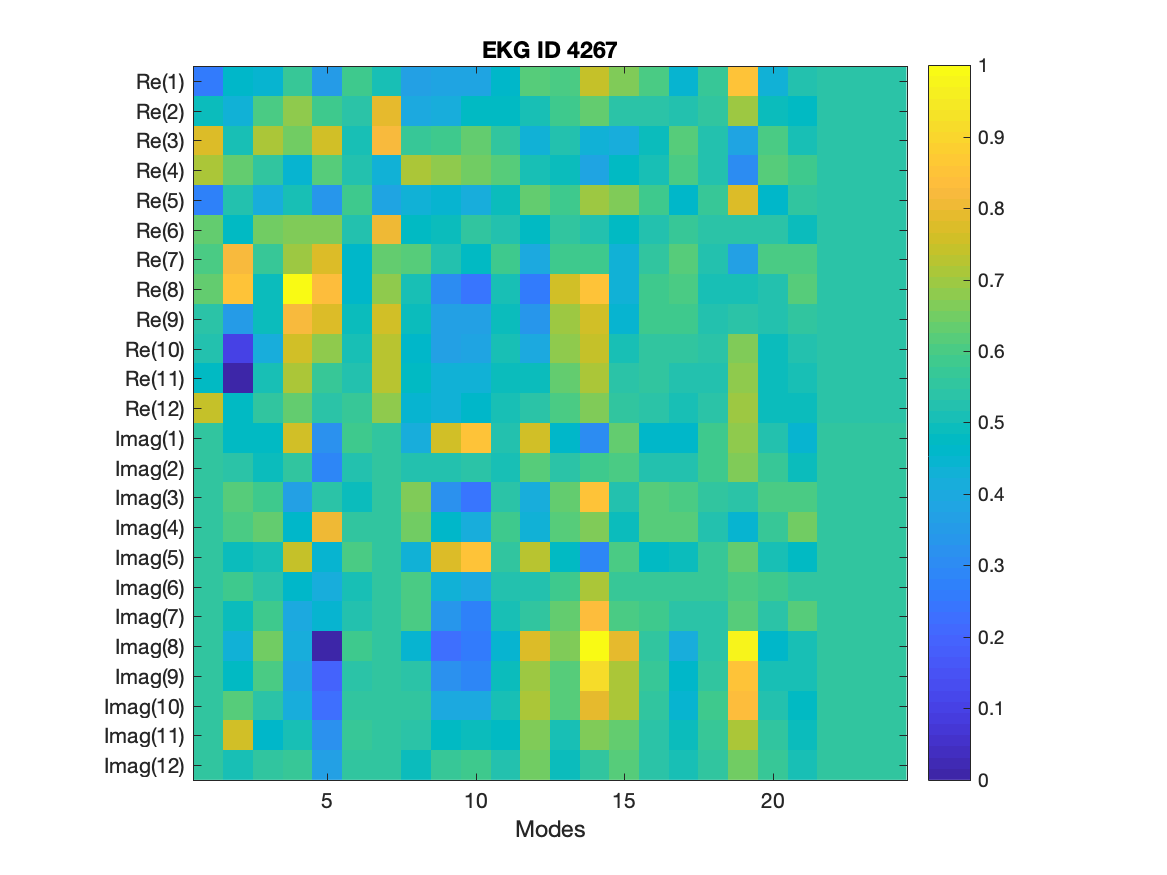 EKG ID 4267
Re(1)
Re(2)
Re(3)
Re(4)
Re(5)
Re(6)
Re(7)
Re(8)
Re(9)
Re(10)
Re(11)
Re(12)
Imag(1)
Imag(2)
Imag(3)
Imag(4)
Imag(5)
Imag(6)
Imag(7)
Imag(8)
Imag(9)
Imag(10)
Imag(11)
Imag(12)
5 10 15 20
Modes
1
0.9
0.8
0.7
0.6
0.5
0.4
0.3
0.2
0.1
0